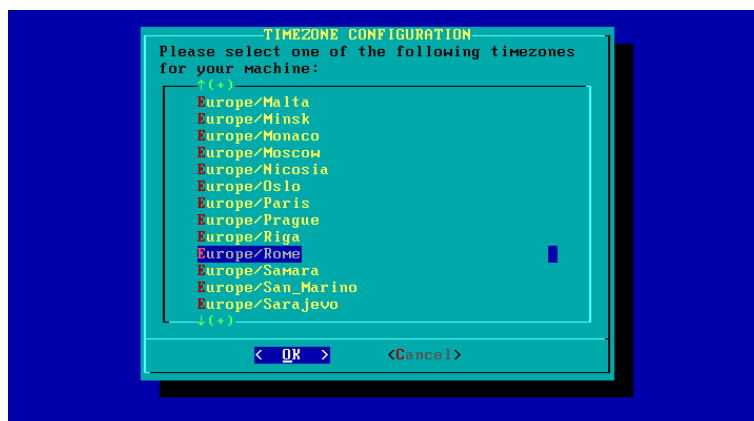 TIMEZONE CONFIGURATION
Please select one of the following timezones
for your machine:
↑(+)
Europe/Malta
Europe/Minsk
Europe/Monaco
Europe/Moscow
Europe/Nicosia
Europe/Oslo
Europe/Paris
Europe/Prague
Europe/Riga
Europe/Rome
Europe/Samara
Europe/San_Marino
Europe/Sarajevo
↓(+)
< OK > <Cancel>